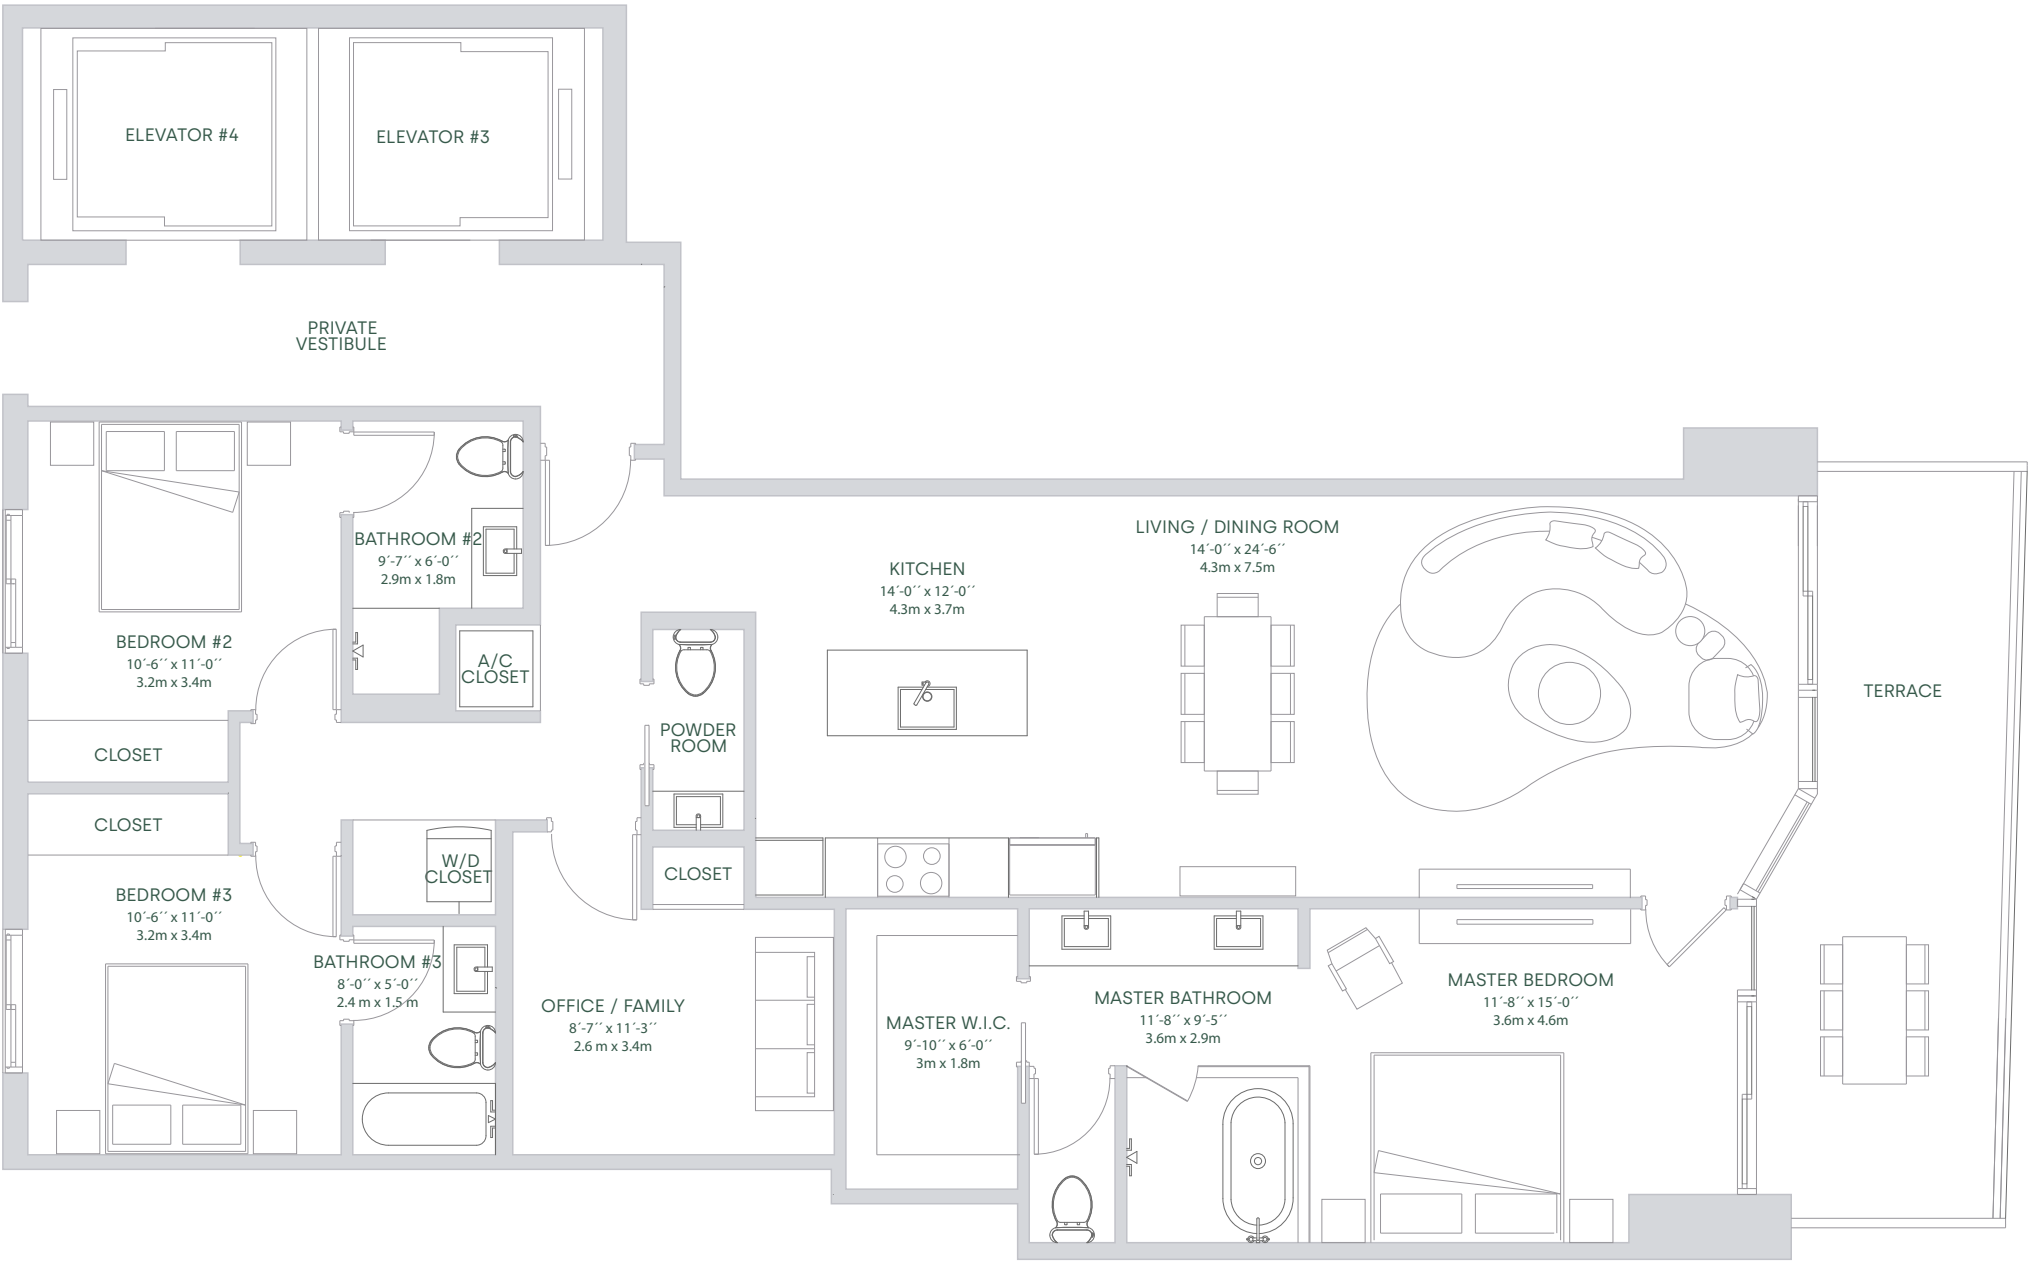 ELEVATOR #4
ELEVATOR #3
PRIVATE
VESTIBULE
BATHROOM #2
9´-7´´ x 6´-0´´
2.9m x 1.8m
BEDROOM #2
10´-6´´ x 11´-0´´
3.2m x 3.4m
A/C
CLOSET
CLOSET
CLOSET
POWDER
ROOM
KITCHEN
14´-0´´ x 12´-0´´
4.3m x 3.7m
LIVING / DINING ROOM
14´-0´´ x 24´-6´´
4.3m x 7.5m
TERRACE
W/D
CLOSET
CLOSET
BEDROOM #3
10´-6´´ x 11´-0´´
3.2m x 3.4m
BATHROOM #3
8´-0´´ x 5´-0´´
2.4 m x 1.5 m
OFFICE / FAMILY
8´-7´´ x 11´-3´´
2.6 m x 3.4m
MASTER W.I.C.
9´-10´´ x 6´-0´´
3m x 1.8m
MASTER BATHROOM
11´-8´´ x 9´-5´´
3.6m x 2.9m
MASTER BEDROOM
11´-8´´ x 15´-0´´
3.6m x 4.6m